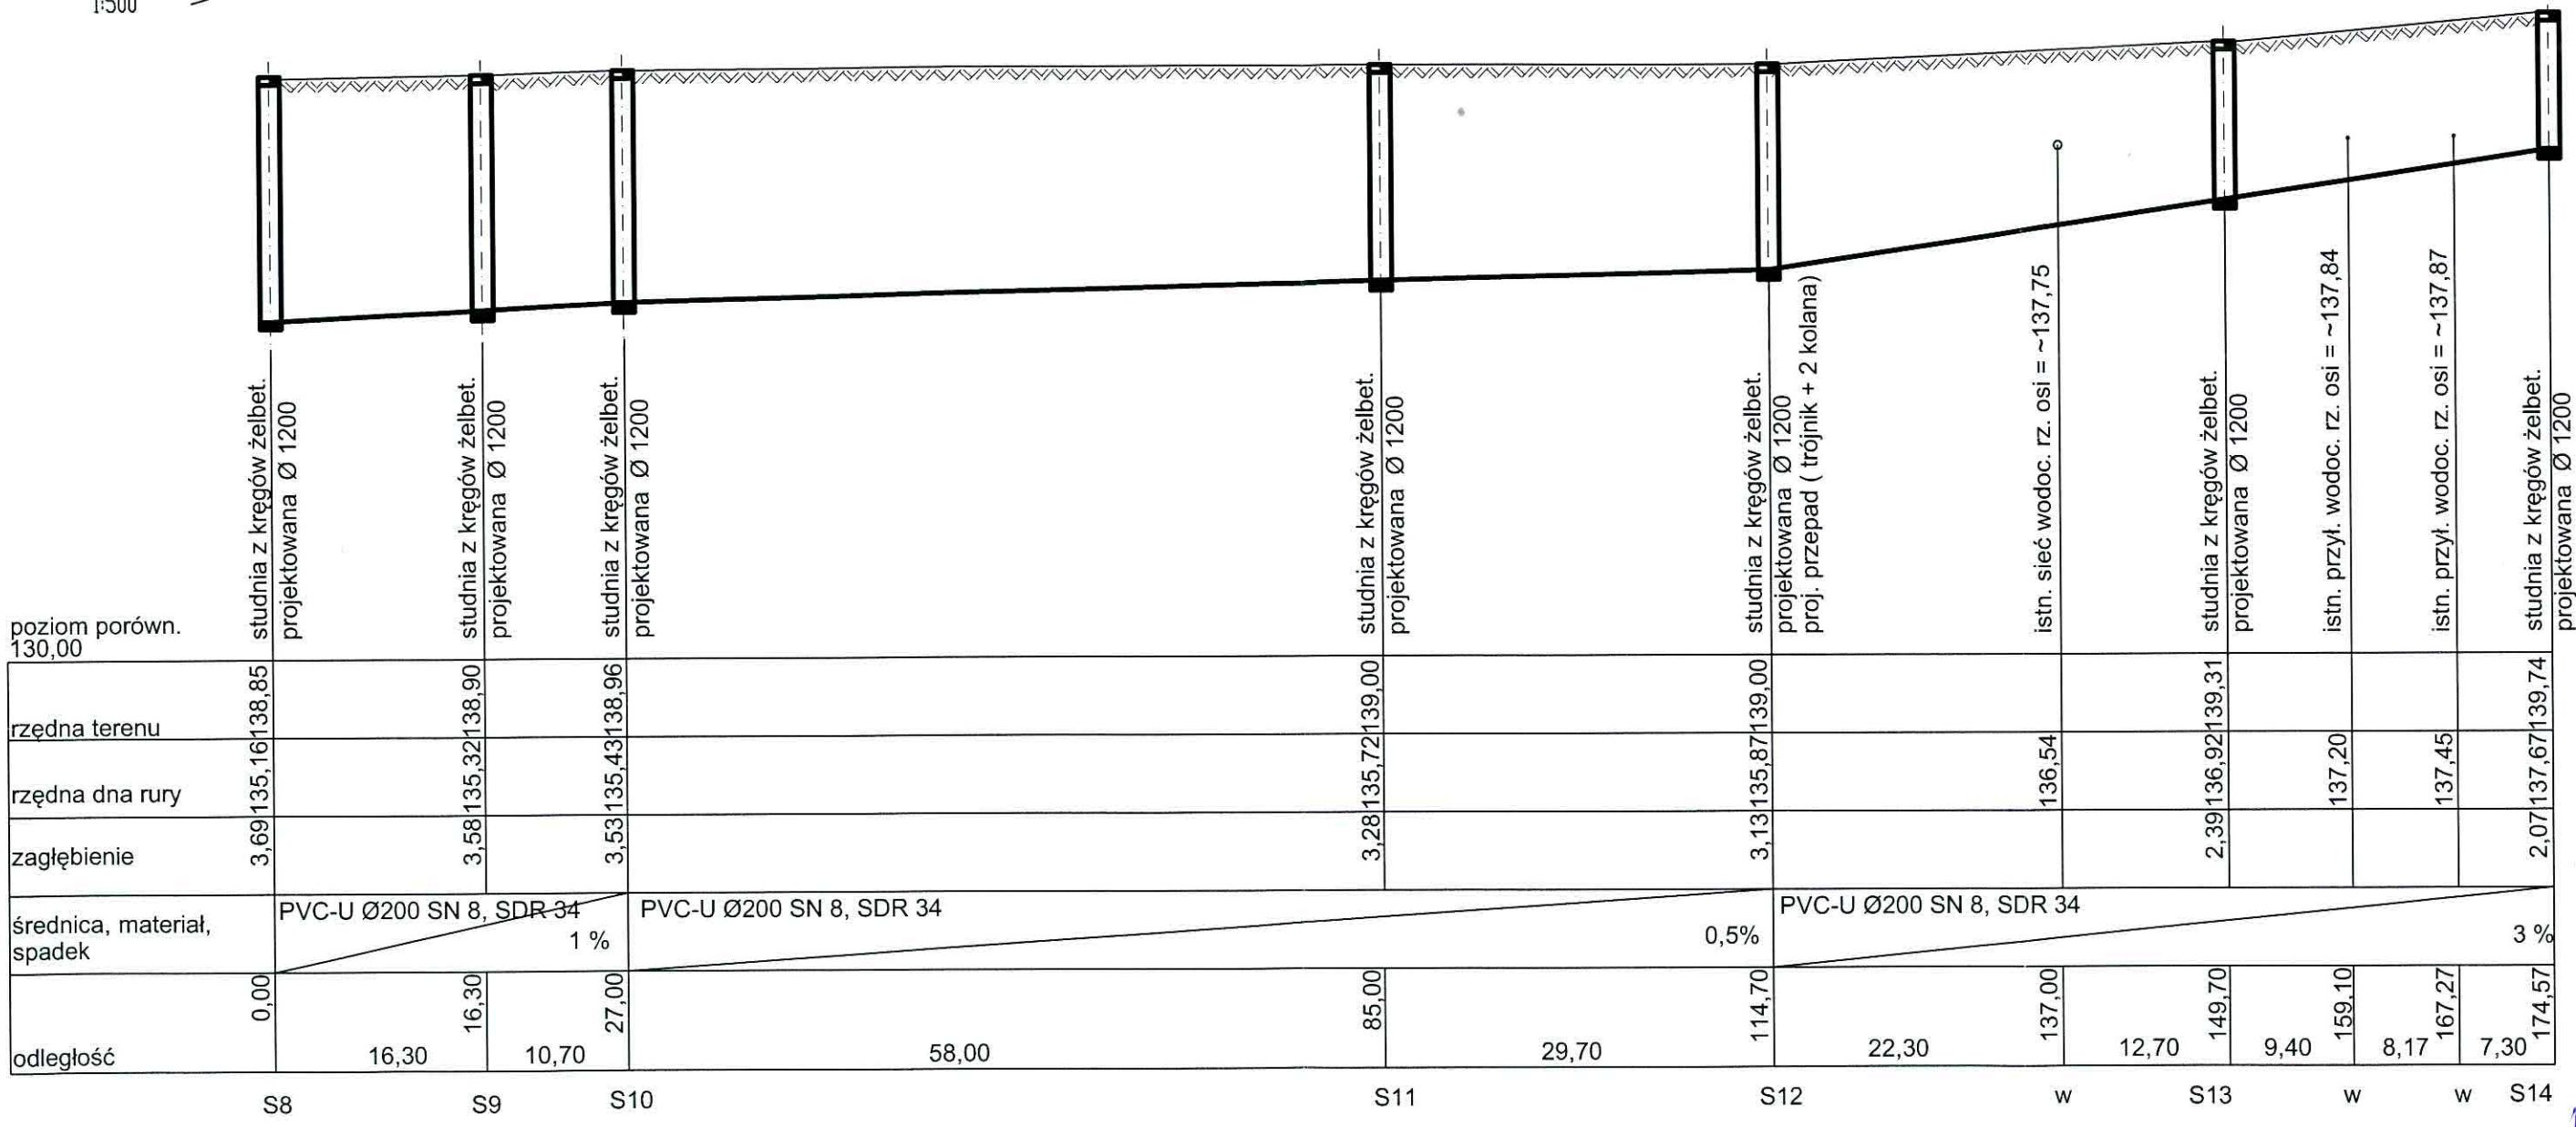 1:500
studnia z kręgów żelbet.
projektowana Ø 1200
studnia z kręgów żelbet.
projektowana Ø 1200
studnia z kręgów żelbet.
projektowana Ø 1200
studnia z kręgów żelbet.
projektowana Ø 1200
studnia z kręgów żelbet.
projektowana Ø 1200
proj. przepad ( trójnik + 2 kolana)
istn. sieć wodoc. rz. osi = ~137,75
studnia z kręgów żelbet.
projektowana Ø 1200
istn. przył. wodoc. rz. osi = ~137,84
istn. przył. wodoc. rz. osi = ~137,87
studnia z kręgów żelbet.
projektowana Ø 1200
poziom porówn.
130,00
rzędna terenu
138,85
138,90
138,96
139,00
139,00
139,31
139,74
rzędna dna rury
135,16
135,32
135,43
135,72
135,87
136,54
136,92
137,20
137,45
137,67
zagłębienie
3,69
3,58
3,53
3,28
3,13
2,39
2,07
średnica, materiał,
spadek
PVC-U Ø200 SN 8, SDR 34
1 %
PVC-U Ø200 SN 8, SDR 34
0,5%
PVC-U Ø200 SN 8, SDR 34
3 %
odległość
0,00
16,30
27,00
85,00
114,70
137,00
149,70
159,10
167,27
174,57
16,30
10,70
58,00
29,70
22,30
12,70
9,40
8,17
7,30
S8
S9
S10
S11
S12
w
S13
w
w
S14